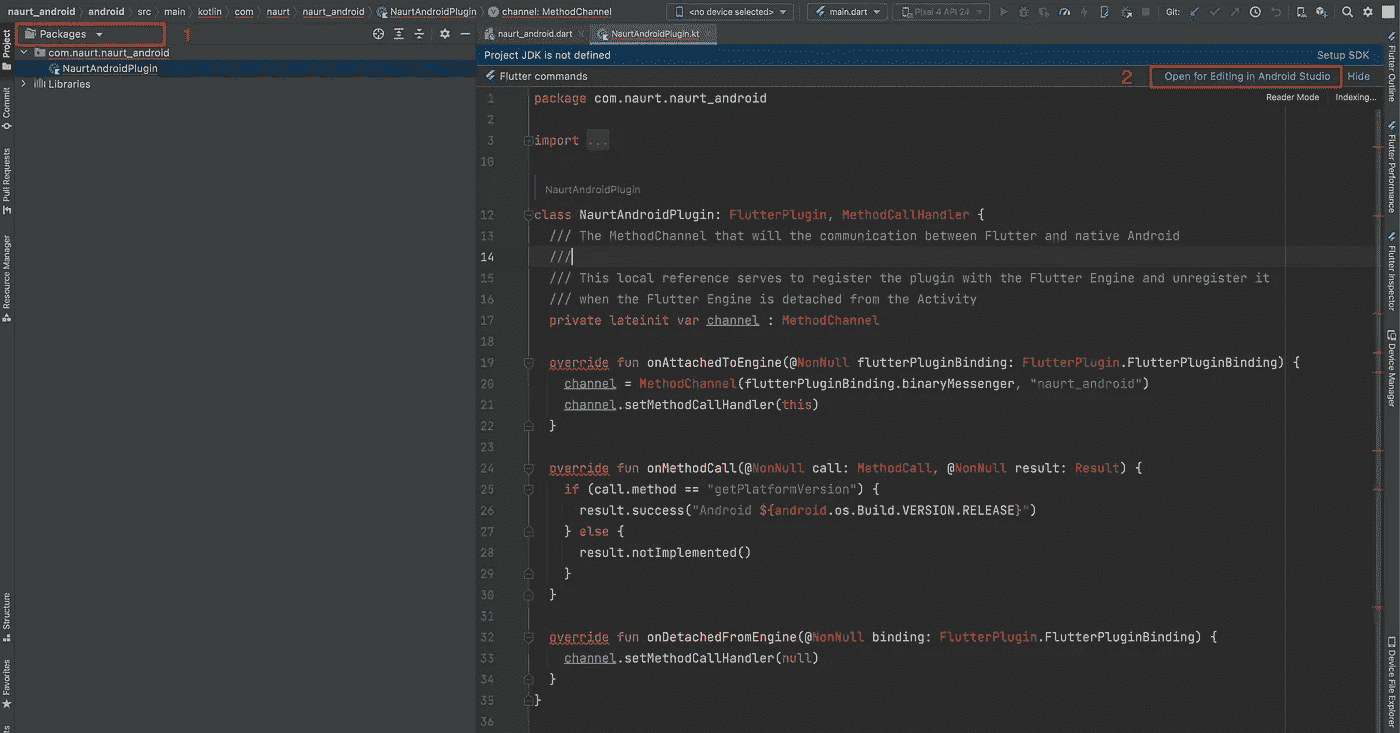 naurt_android android src main kotlin com naurt naurt_android NaurtAndroidPlugin channel: MethodChannel <no device selected> main.dart Pixel 4 API 24 Git:
Project
Commit
Pull Requests
Resource Manager
Structure
Favorites
Packages 1
com.naurt.naurt_android
NaurtAndroidPlugin
Libraries
naurt_android.dart NaurtAndroidPlugin.kt
Project JDK is not defined Setup SDK
Flutter commands 2 Open for Editing in Android Studio Hide
Reader Mode Indexing...
1 package com.naurt.naurt_android
2
3 import ...
10
NaurtAndroidPlugin
12 class NaurtAndroidPlugin: FlutterPlugin, MethodCallHandler {
13 /// The MethodChannel that will the communication between Flutter and native Android
14 ///
15 /// This local reference serves to register the plugin with the Flutter Engine and unregister it
16 /// when the Flutter Engine is detached from the Activity
17 private lateinit var channel : MethodChannel
18
19 override fun onAttachedToEngine(@NonNull flutterPluginBinding: FlutterPlugin.FlutterPluginBinding) {
20 channel = MethodChannel(flutterPluginBinding.binaryMessenger, "naurt_android")
21 channel.setMethodCallHandler(this)
22 }
23
24 override fun onMethodCall(@NonNull call: MethodCall, @NonNull result: Result) {
25 if (call.method == "getPlatformVersion") {
26 result.success("Android ${android.os.Build.VERSION.RELEASE}")
27 } else {
28 result.notImplemented()
29 }
30 }
31
32 override fun onDetachedFromEngine(@NonNull binding: FlutterPlugin.FlutterPluginBinding) {
33 channel.setMethodCallHandler(null)
34 }
35 }
36
Flutter Outline
Flutter Performance
Flutter Inspector
Device Manager
Device File Explorer